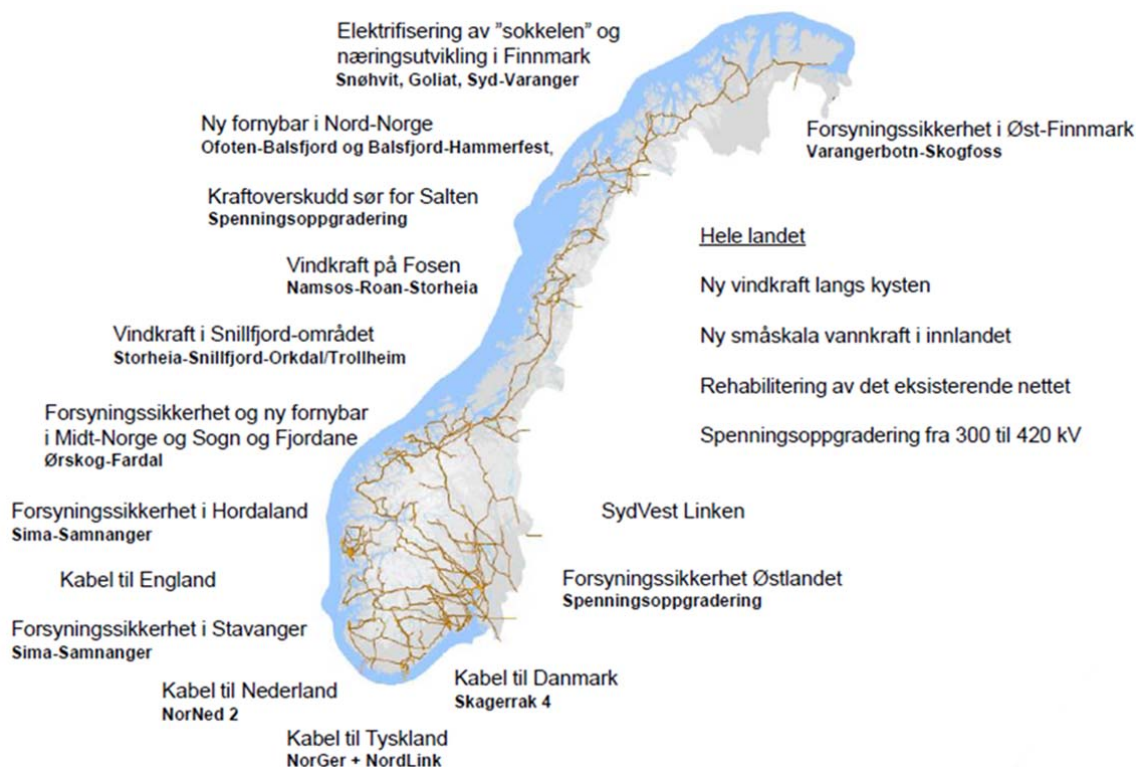 Elektrifisering av ”sokkelen” og
næringsutvikling i Finnmark
Snøhvit, Goliat, Syd-Varanger
Ny fornybar i Nord-Norge
Ofoten-Balsfjord og Balsfjord-Hammerfest,
Forsyningssikkerhet i Øst-Finnmark
Varangerbotn-Skogfoss
Kraftoverskudd sør for Salten
Spenningsoppgradering
Hele landet
Vindkraft på Fosen
Namsos-Roan-Storheia
Ny vindkraft langs kysten
Vindkraft i Snillfjord-området
Storheia-Snillfjord-Orkdal/Trollheim
Ny småskala vannkraft i innlandet
Rehabilitering av det eksisterende nettet
Forsyningssikkerhet og ny fornybar
i Midt-Norge og Sogn og Fjordane
Ørskog-Fardal
Spenningsoppgradering fra 300 til 420 kV
Forsyningssikkerhet i Hordaland
Sima-Samnanger
SydVest Linken
Kabel til England
Forsyningssikkerhet Østlandet
Spenningsoppgradering
Forsyningssikkerhet i Stavanger
Sima-Samnanger
Kabel til Nederland
NorNed 2
Kabel til Danmark
Skagerrak 4
Kabel til Tyskland
NorGer + NordLink